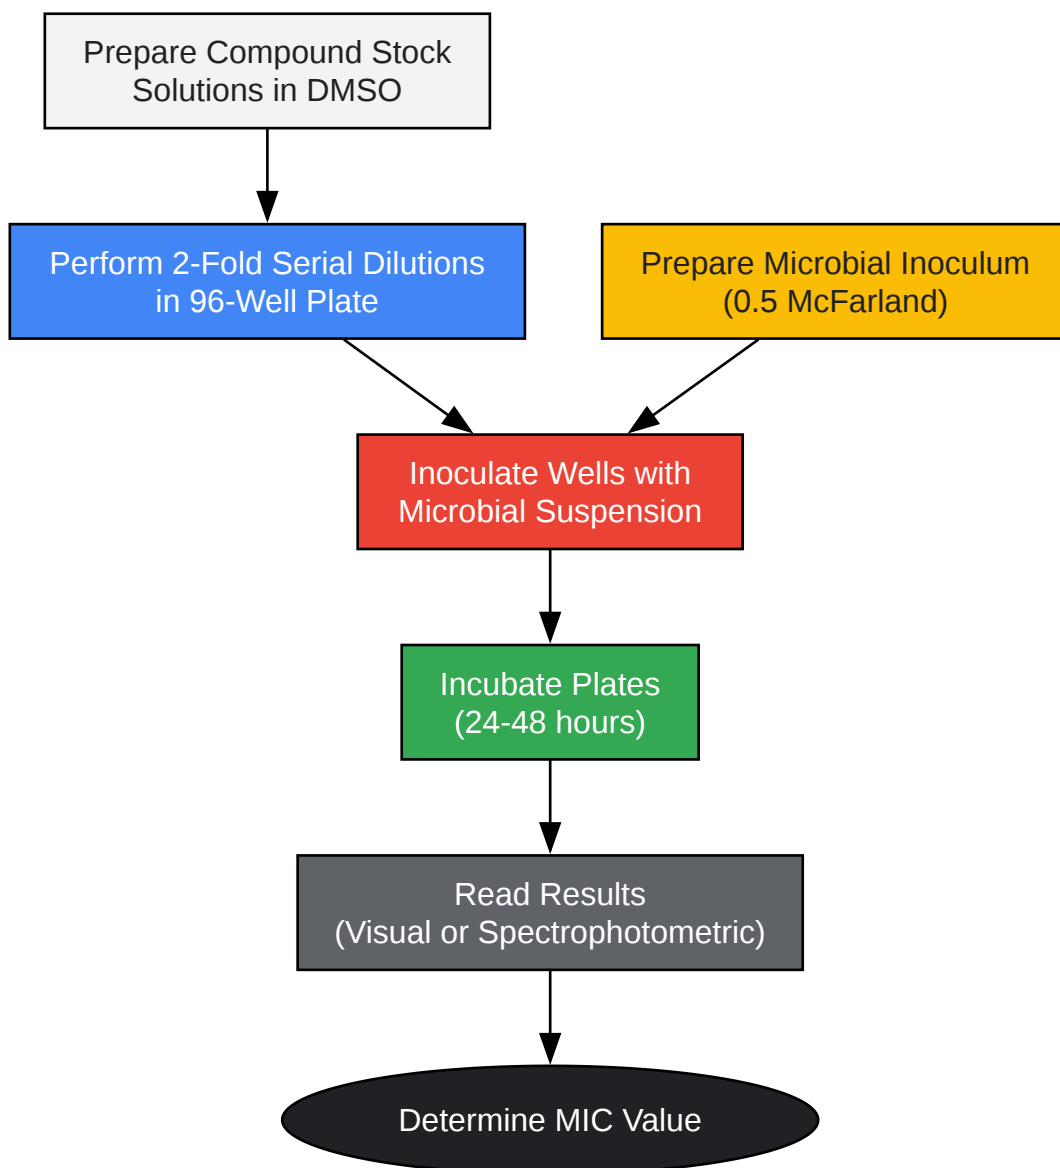 Prepare Compound Stock
Solutions in DMSO
Perform 2-Fold Serial Dilutions
in 96-Well Plate
Prepare Microbial Inoculum
(0.5 McFarland)
Inoculate Wells with
Microbial Suspension
Incubate Plates
(24-48 hours)
Read Results
(Visual or Spectrophotometric)
Determine MIC Value